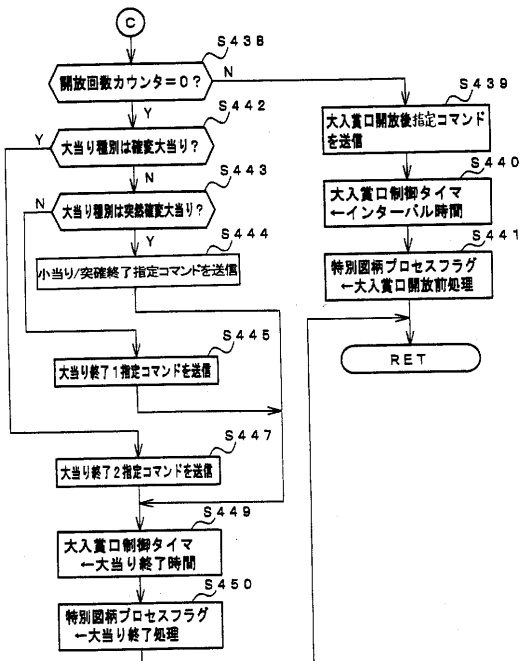 C
S438
開放回数カウンタ=0?
N
Y
S442
大当り種別は確変大当り?
Y
N
S443
大当り種別は突然確変大当り?
N
Y
S444
小当り/突確終了指定コマンドを送信
S445
大当り終了1指定コマンドを送信
S447
大当り終了2指定コマンドを送信
S449
大入賞口制御タイマ
←大当り終了時間
S450
特別図柄プロセスフラグ
←大当り終了処理
S439
大入賞口開放後指定コマンド
を送信
S440
大入賞口制御タイマ
←インターバル時間
S441
特別図柄プロセスフラグ
←大入賞口開放前処理
RET